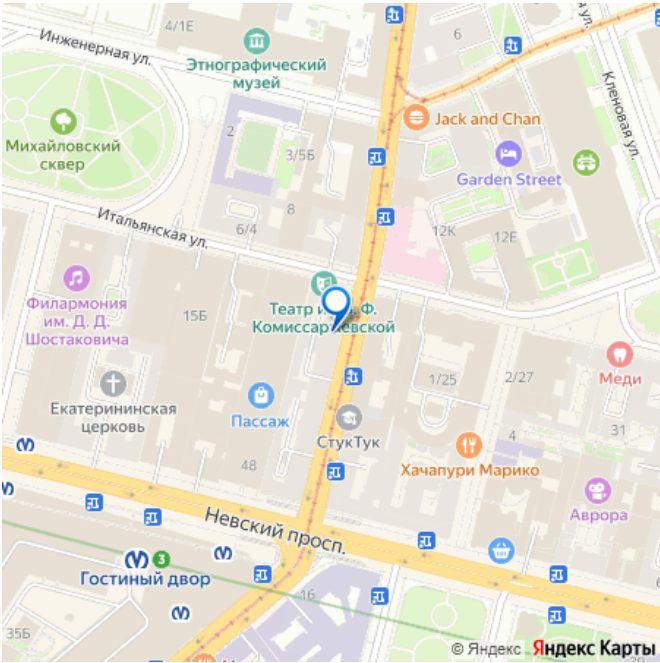 4/1Е
6
ул.
Инженерная ул.
Этнографический
музей
Кленовая ул.
Jack and Chan
2
Михайловский
сквер
3/5Б
Garden Street
8
Итальянская ул.
6/4
12К
12Е
Филармония
им. Д. Д.
Шостаковича
15Б
Театр им.
Ф.
Комиссаржевской
Меди
1/25
2/27
Екатерининская
церковь
Пассаж
СтукТук
4
31
Хачапури Марико
48
Аврора
Невский просп.
3
Гостиный двор
16
35Б
© Яндекс
Яндекс Карты